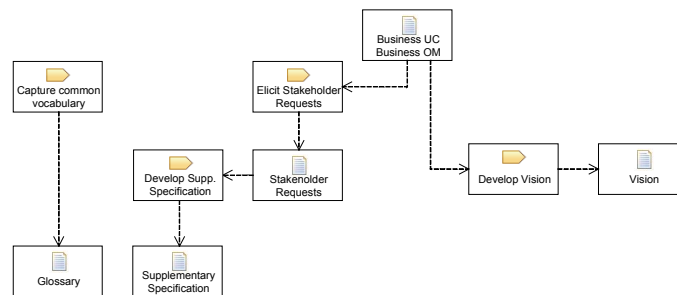 Business UC
Business OM
Capture common
vocabulary
Elicit Stakeholder
Requests
Develop Supp.
Specification
Stakeholder
Requests
Develop Vision
Vision
Glossary
Supplementary
Specification